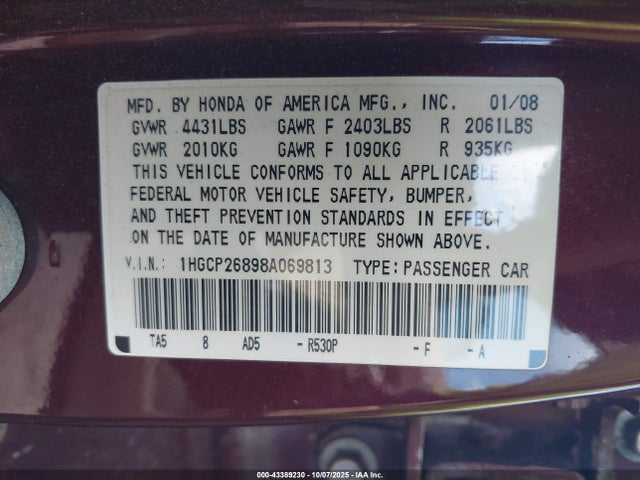 MFD. BY HONDA OF AMERICA MFG., INC. 01/08
GVWR 4431LBS GAWR F 2403LBS R 2061LBS
GVWR 2010KG GAWR F 1090KG R 935KG
THIS VEHICLE CONFORMS TO ALL APPLICABLE
FEDERAL MOTOR VEHICLE SAFETY, BUMPER,
AND THEFT PREVENTION STANDARDS IN EFFECT
ON THE DATE OF MANUFACTURE SHOWN ABOVE.
V.I.N.: 1HGCP26898A069813 TYPE:PASSENGER CAR
TA5 8 AD5 -R530P -F -A
000-43389230 10/07/2025 IAA Inc.